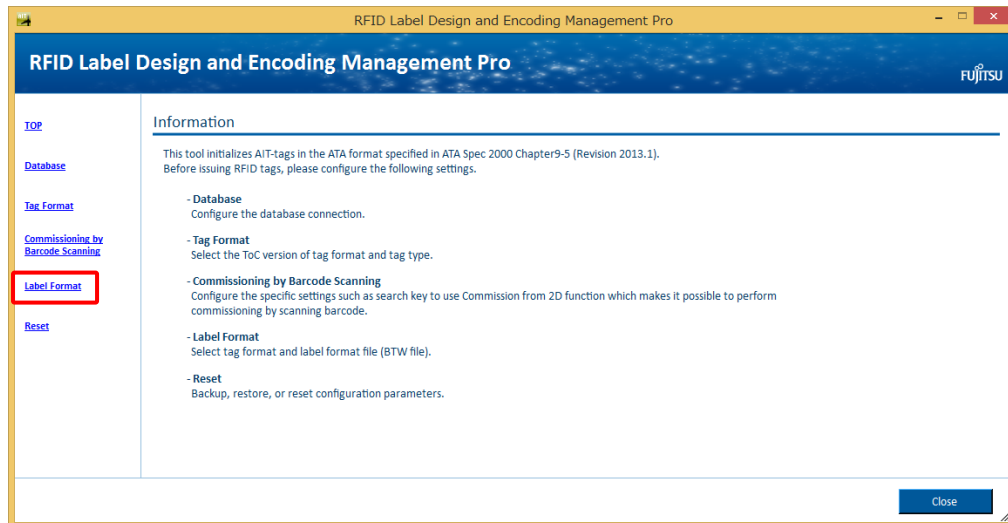 RFID Label Design and Encoding Management Pro
RFID Label Design and Encoding Management Pro
FUJITSU
TOP
Database
Tag Format
Commissioning by
Barcode Scanning
Label Format
Reset
Information
This tool initializes AIT-tags in the ATA format specified in ATA Spec 2000 Chapter9-5 (Revision 2013.1).
Before issuing RFID tags, please configure the following settings.
- Database
Configure the database connection.
- Tag Format
Select the ToC version of tag format and tag type.
- Commissioning by Barcode Scanning
Configure the specific settings such as search key to use Commission from 2D function which makes it possible to perform
commissioning by scanning barcode.
- Label Format
Select tag format and label format file (BTW file).
- Reset
Backup, restore, or reset configuration parameters.
Close